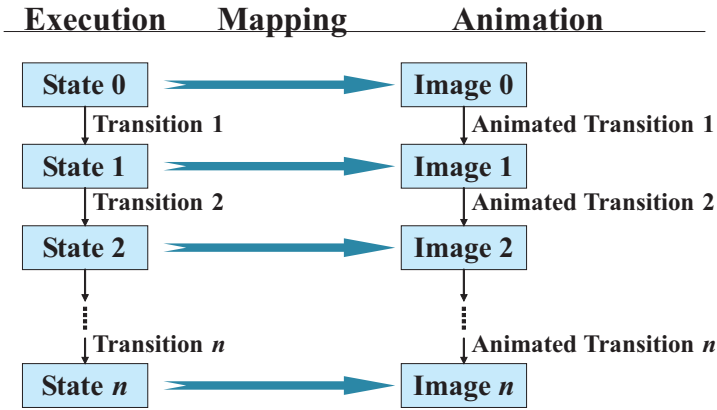 Execution Mapping Animation
State 0 Image 0
Transition 1 Animated Transition 1
State 1 Image 1
Transition 2 Animated Transition 2
State 2 Image 2
Transition n Animated Transition n
State n Image n